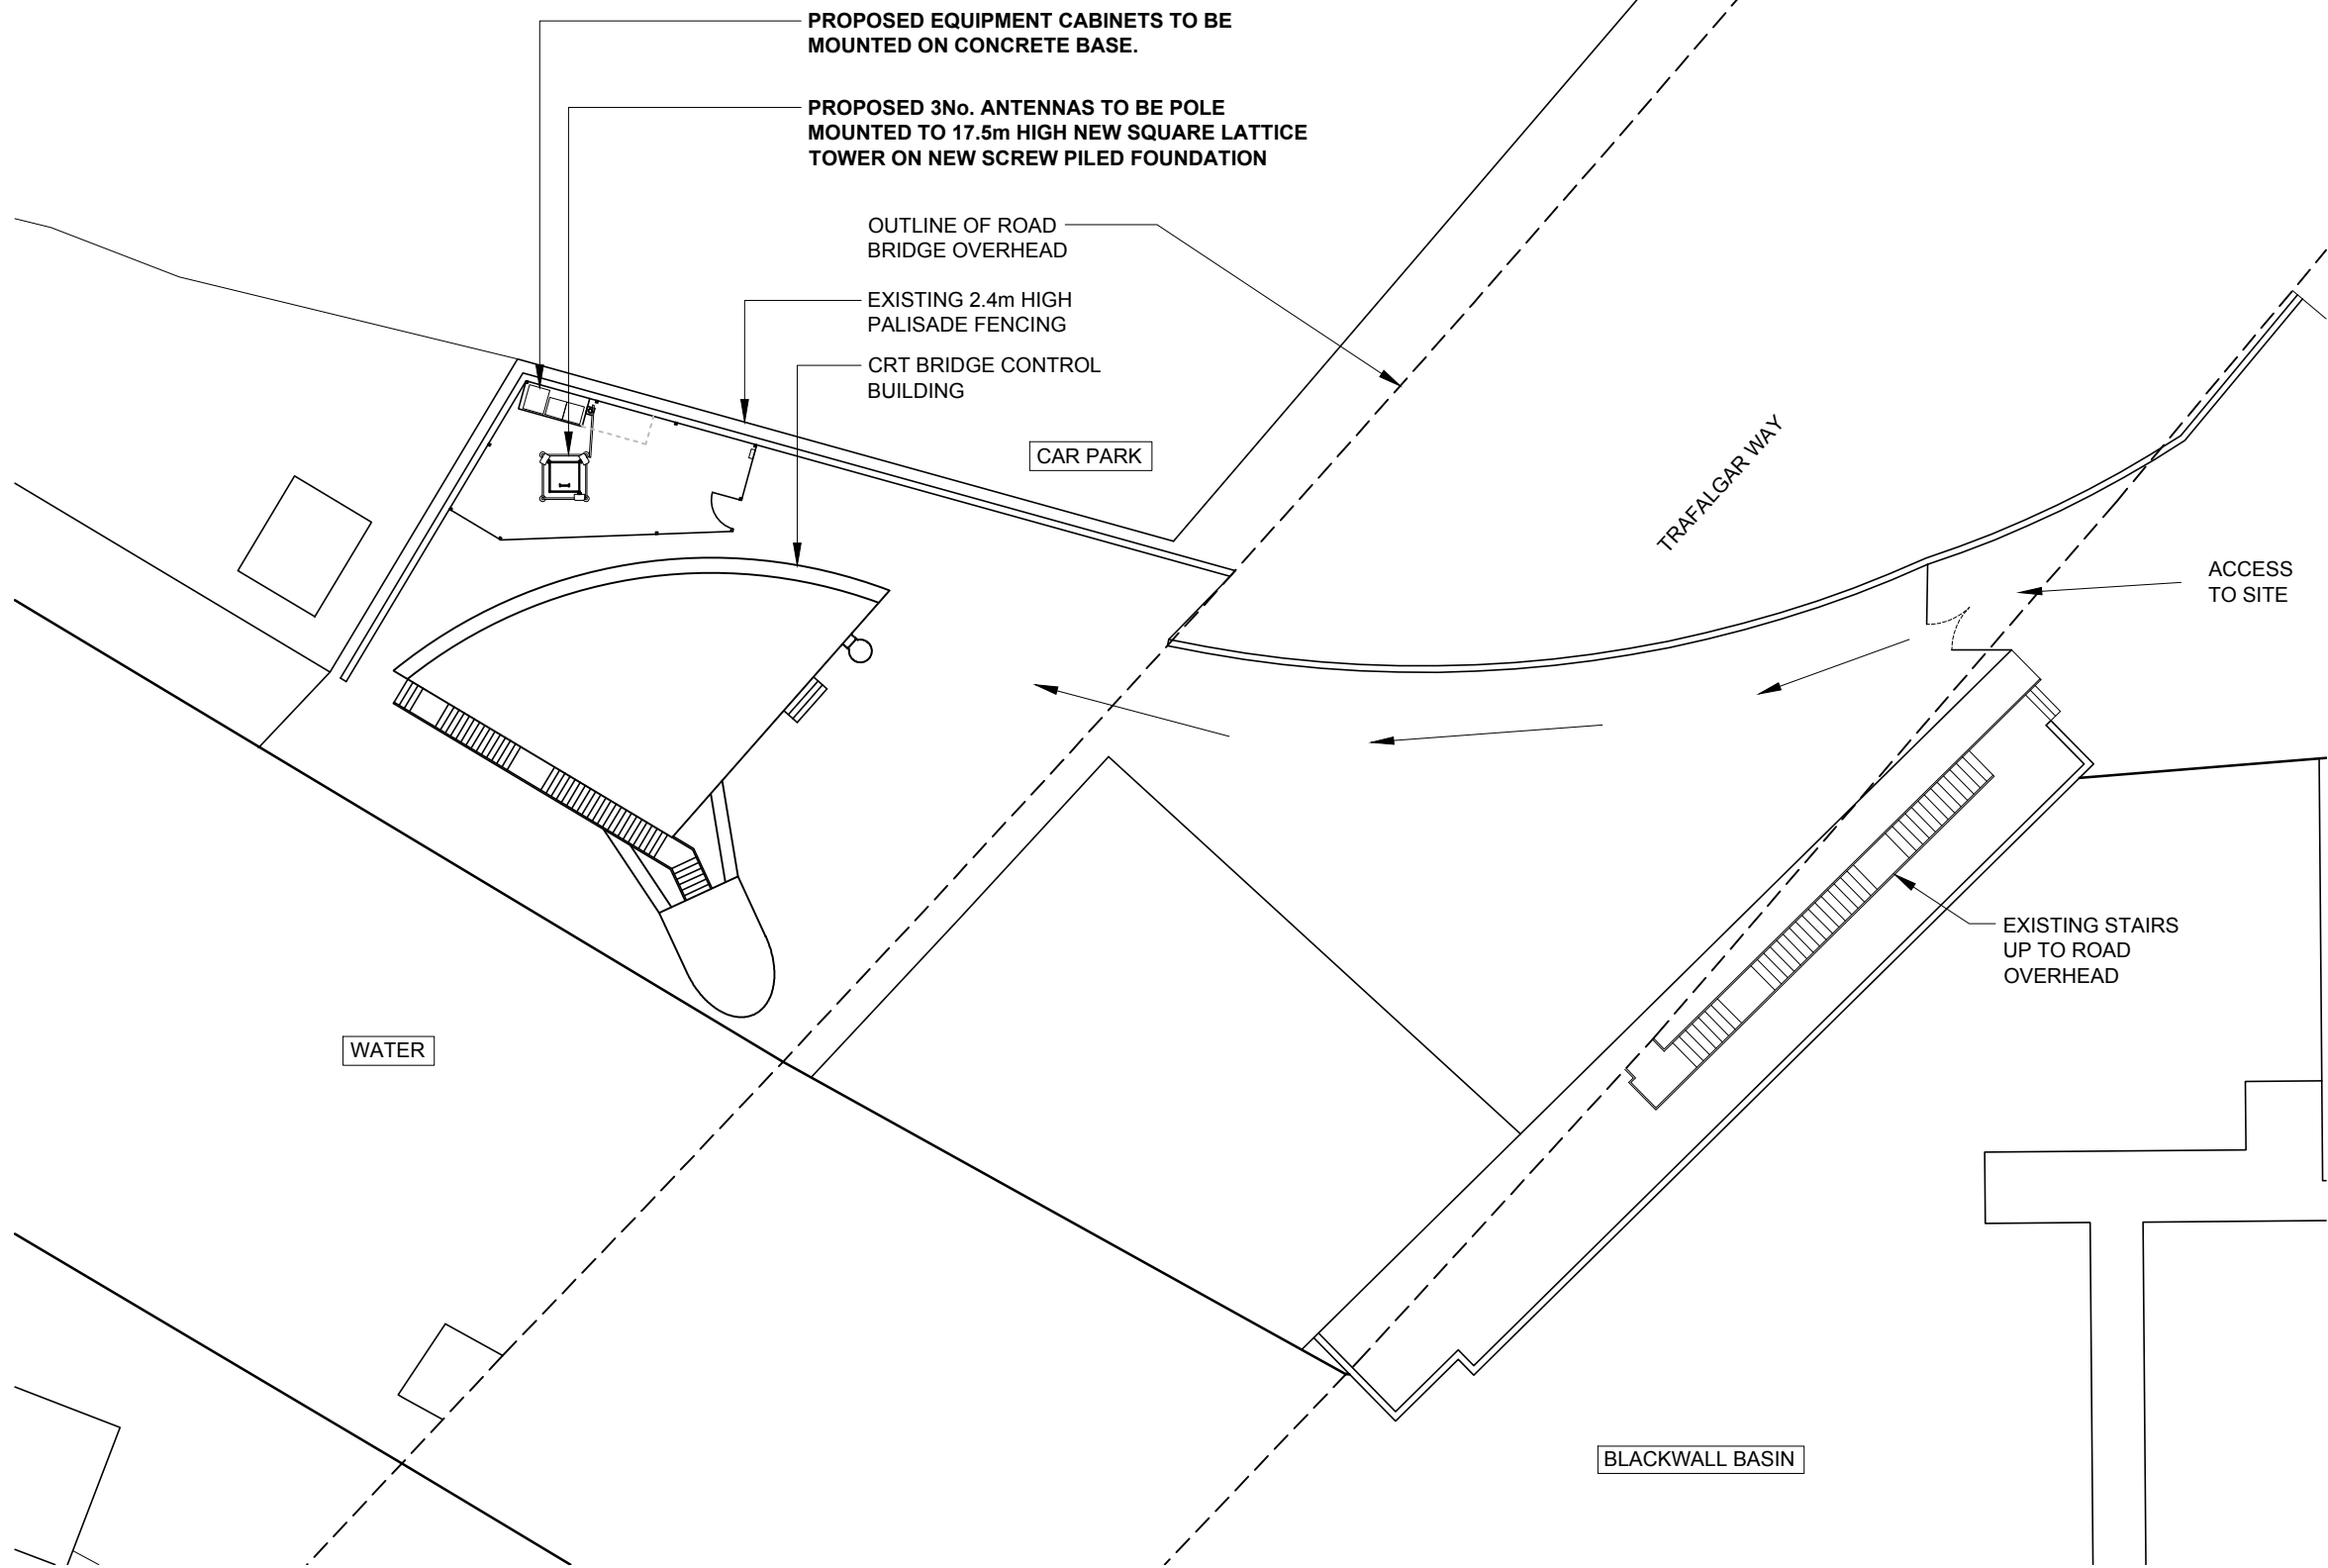 PROPOSED EQUIPMENT CABINETS TO BE
MOUNTED ON CONCRETE BASE.
PROPOSED 3No. ANTENNAS TO BE POLE
MOUNTED TO 17.5m HIGH NEW SQUARE LATTICE
TOWER ON NEW SCREW PILED FOUNDATION
OUTLINE OF ROAD
BRIDGE OVERHEAD
EXISTING 2.4m HIGH
PALISADE FENCING
CRT BRIDGE CONTROL
BUILDING
CAR PARK
TRAFALGAR WAY
ACCESS
TO SITE
EXISTING STAIRS
UP TO ROAD
OVERHEAD
WATER
BLACKWALL BASIN